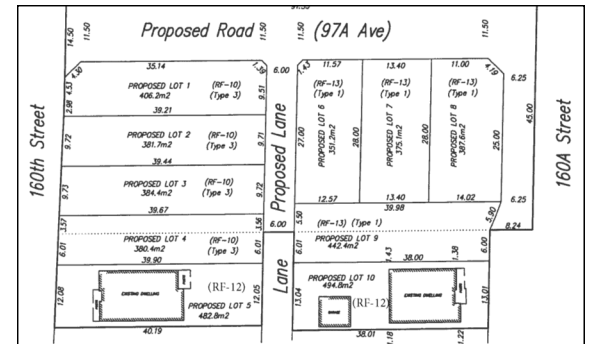 91.50
14.50
11.50
Proposed Road
11.50
(97A Ave)
11.50
11.50
4.30
35.14
1.39
6.00
1.43
11.57
13.40
11.00
4.19
6.25
2.98
4.53
PROPOSED LOT 1
406.2m2
(RF-10)
(Type 3)
9.51
39.21
(RF-13)
(Type 1)
(RF-13)
(Type 1)
(RF-13)
(Type 1)
27.00
PROPOSED LOT 6
351.2m2
28.00
PROPOSED LOT 7
375.1m2
28.00
PROPOSED LOT 8
387.6m2
25.00
45.00
160th Street
160A Street
Proposed Lane
9.72
PROPOSED LOT 2
381.7m2
(RF-10)
(Type 3)
9.71
39.44
9.73
PROPOSED LOT 3
384.4m2
(RF-10)
(Type 3)
9.72
39.67
12.57
13.40
14.02
6.25
39.98
3.57
3.56
6.00
5.50
(RF-13) (Type 1)
5.90
8.24
6.01
PROPOSED LOT 4
380.4m2
(RF-10)
(Type 3)
6.01
39.90
6.01
PROPOSED LOT 9
442.4m2
6.00
1.43
38.00
1.38
Lane
12.08
EXISTING DWELLING
(RF-12)
12.05
PROPOSED LOT 5
482.8m2
40.19
PROPOSED LOT 10
494.8m2
13.04
(RF-12)
EXISTING DWELLING
13.01
38.01
1.18
1.22